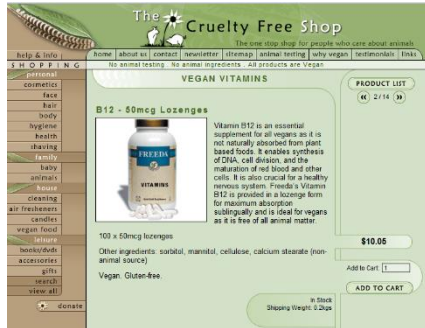 The Cruelty Free Shop
The one stop shop for people who care about animals
help & info
home | about us | contact | newsletter | sitemap | animal testing | why vegan | testimonials | links
SHOPPING
No animal testing. No animal ingredients. All products are Vegan
personal
cosmetics
face
hair
body
hygiene
health
shaving
family
baby
animals
house
cleaning
air fresheners
candles
vegan food
leisure
books/dvds
accessories
gifts
search
view all
donate
VEGAN VITAMINS
B12 - 50mcg Lozenges
FREEDA
VITAMINS
Vitamin B12 is an essential
supplement for all vegans as it is
not naturally absorbed from plant
based foods. It enables synthesis
of DNA, cell division, and the
maturation of red blood and other
cells. It is also crucial for a healthy
nervous system. Freeda's Vitamin
B12 is provided in a lozenge form
for maximum absorption
sublingually and is ideal for vegans
as it is free of all animal matter.
100 x 50mcg lozenges
Other ingredients: sorbitol, mannitol, cellulose, calcium stearate (non-
animal source)
Vegan. Gluten-free.
In Stock
Shipping Weight: 0.2kgs
PRODUCT LIST
2/14
$10.05
Add to Cart: 1
ADD TO CART